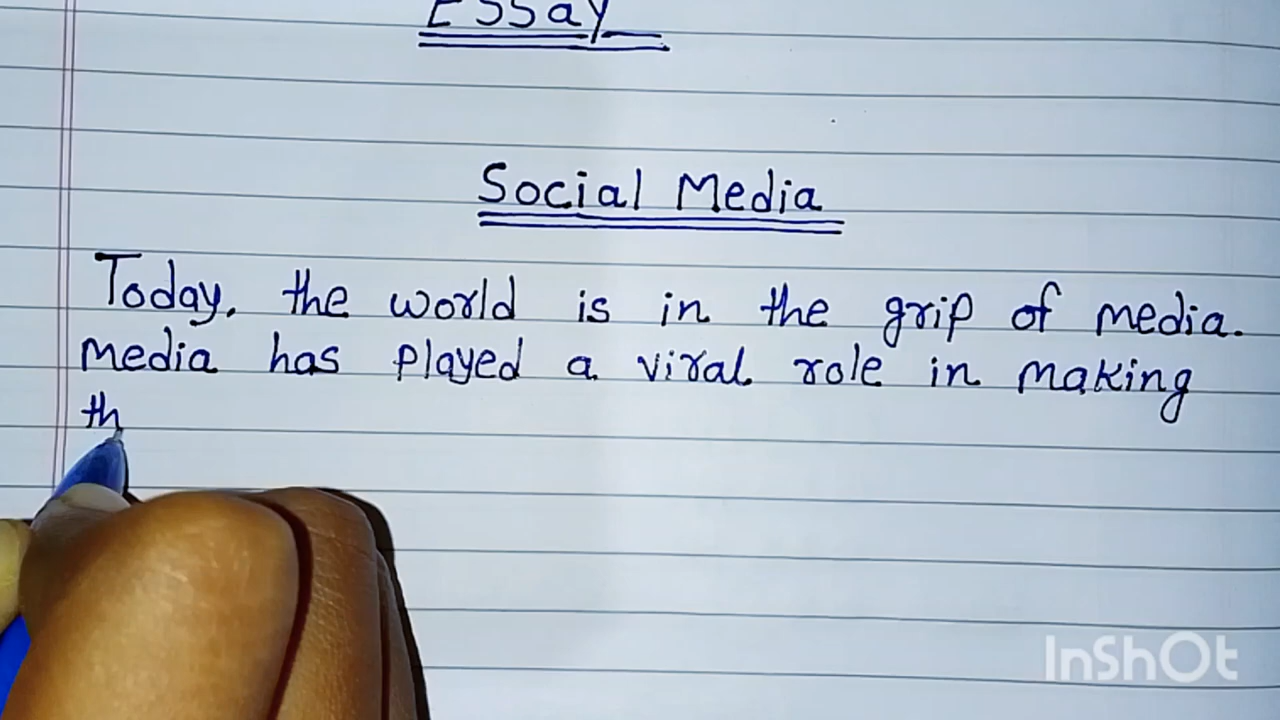 Essay
Social Media
Today, the world is in the grip of media.
Media has played a viral role in making
th
InShOt